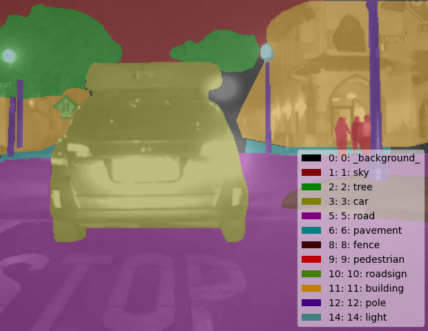 0: 0: _background_
1: 1: sky
2: 2: tree
3: 3: car
5: 5: road
6: 6: pavement
8: 8: fence
9: 9: pedestrian
10: 10: roadsign
11: 11: building
12: 12: pole
14: 14: light
STOP